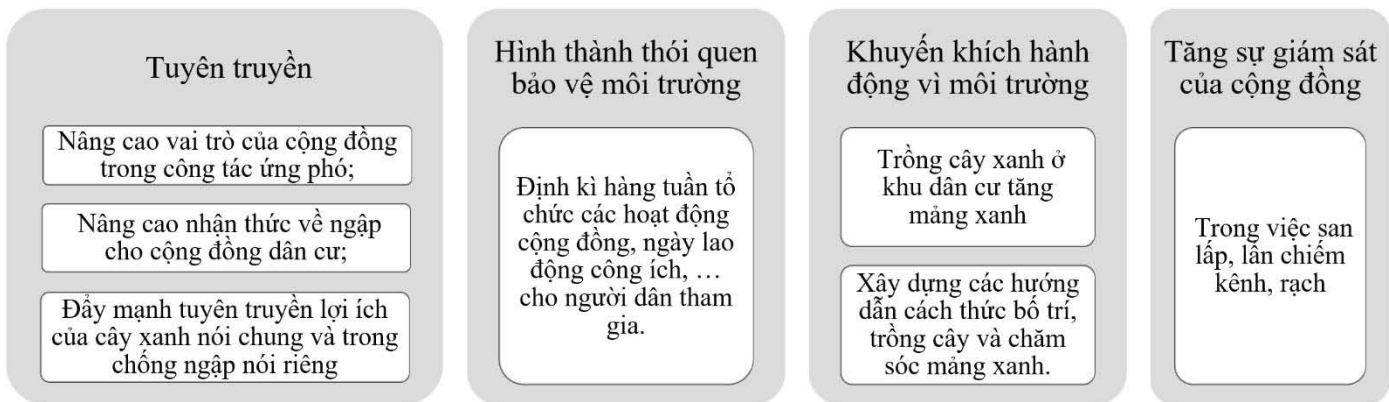 Tuyên truyền
Nâng cao vai trò của cộng đồng
trong công tác ứng phó;
Nâng cao nhận thức về ngập
cho cộng đồng dân cư;
Đẩy mạnh tuyên truyền lợi ích
của cây xanh nói chung và trong
chống ngập nói riêng
Hình thành thói quen
bảo vệ môi trường
Định kì hàng tuần tổ
chức các hoạt động
cộng đồng, ngày lao
động công ích, …
cho người dân tham
gia.
Khuyến khích hành
động vì môi trường
Trồng cây xanh ở
khu dân cư tăng
mảng xanh
Xây dựng các hướng
dẫn cách thức bố trí,
trồng cây và chăm
sóc mảng xanh.
Tăng sự giám sát
của cộng đồng
Trong việc san
lấp, lấn chiếm
kênh, rạch